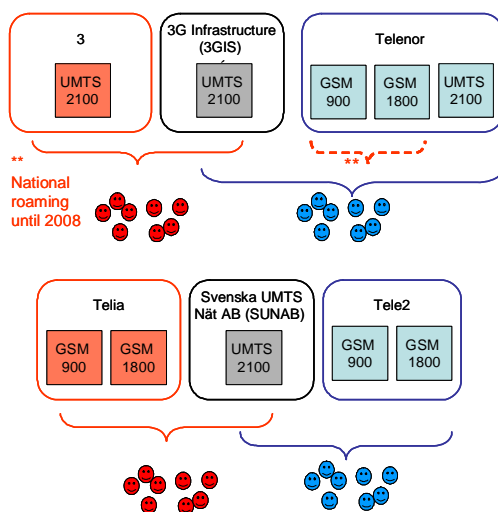 3
3G Infrastructure
(3GIS)
Telenor
UMTS
2100
UMTS
2100
GSM
900
GSM
1800
UMTS
2100
**
National
roaming
until 2008
**
Telia
Svenska UMTS
Nät AB (SUNAB)
Tele2
GSM
900
GSM
1800
UMTS
2100
GSM
900
GSM
1800